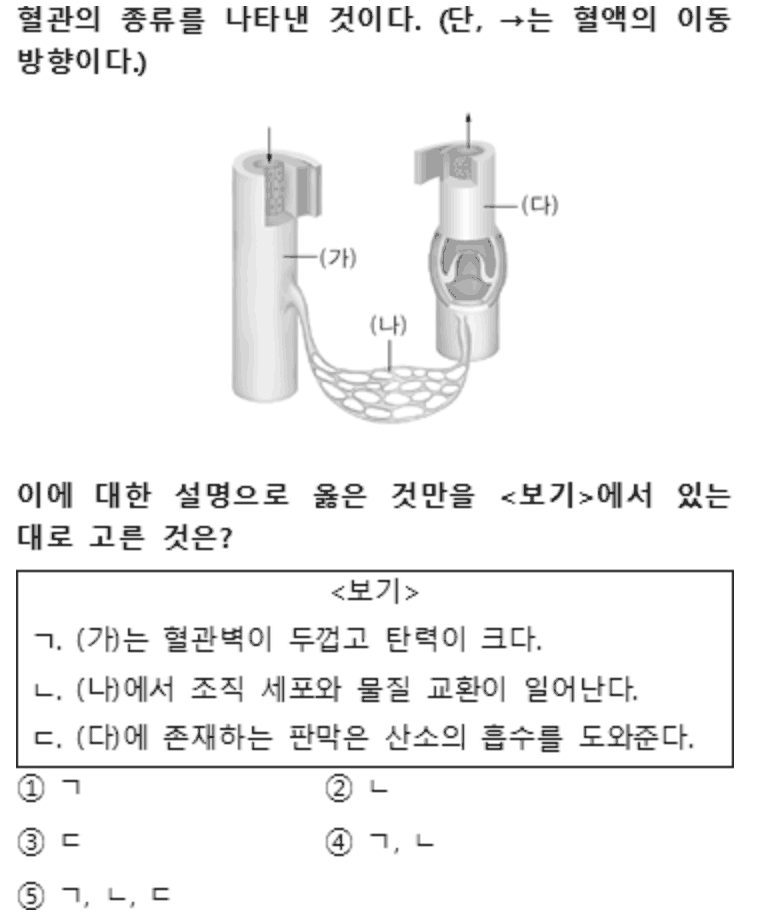 혈관의 종류를 나타낸 것이다. (단, →는 혈액의 이동
방향이다.)
(다)
(가)
(나)
이에 대한 설명으로 옳은 것만을 <보기>에서 있는
대로 고른 것은?
<보기>
ㄱ. (가)는 혈관벽이 두껍고 탄력이 크다.
ㄴ. (나)에서 조직 세포와 물질 교환이 일어난다.
ㄷ. (다)에 존재하는 판막은 산소의 흡수를 도와준다.
① ㄱ ② ㄴ
③ ㄷ ④ ㄱ, ㄴ
⑤ ㄱ, ㄴ, ㄷ